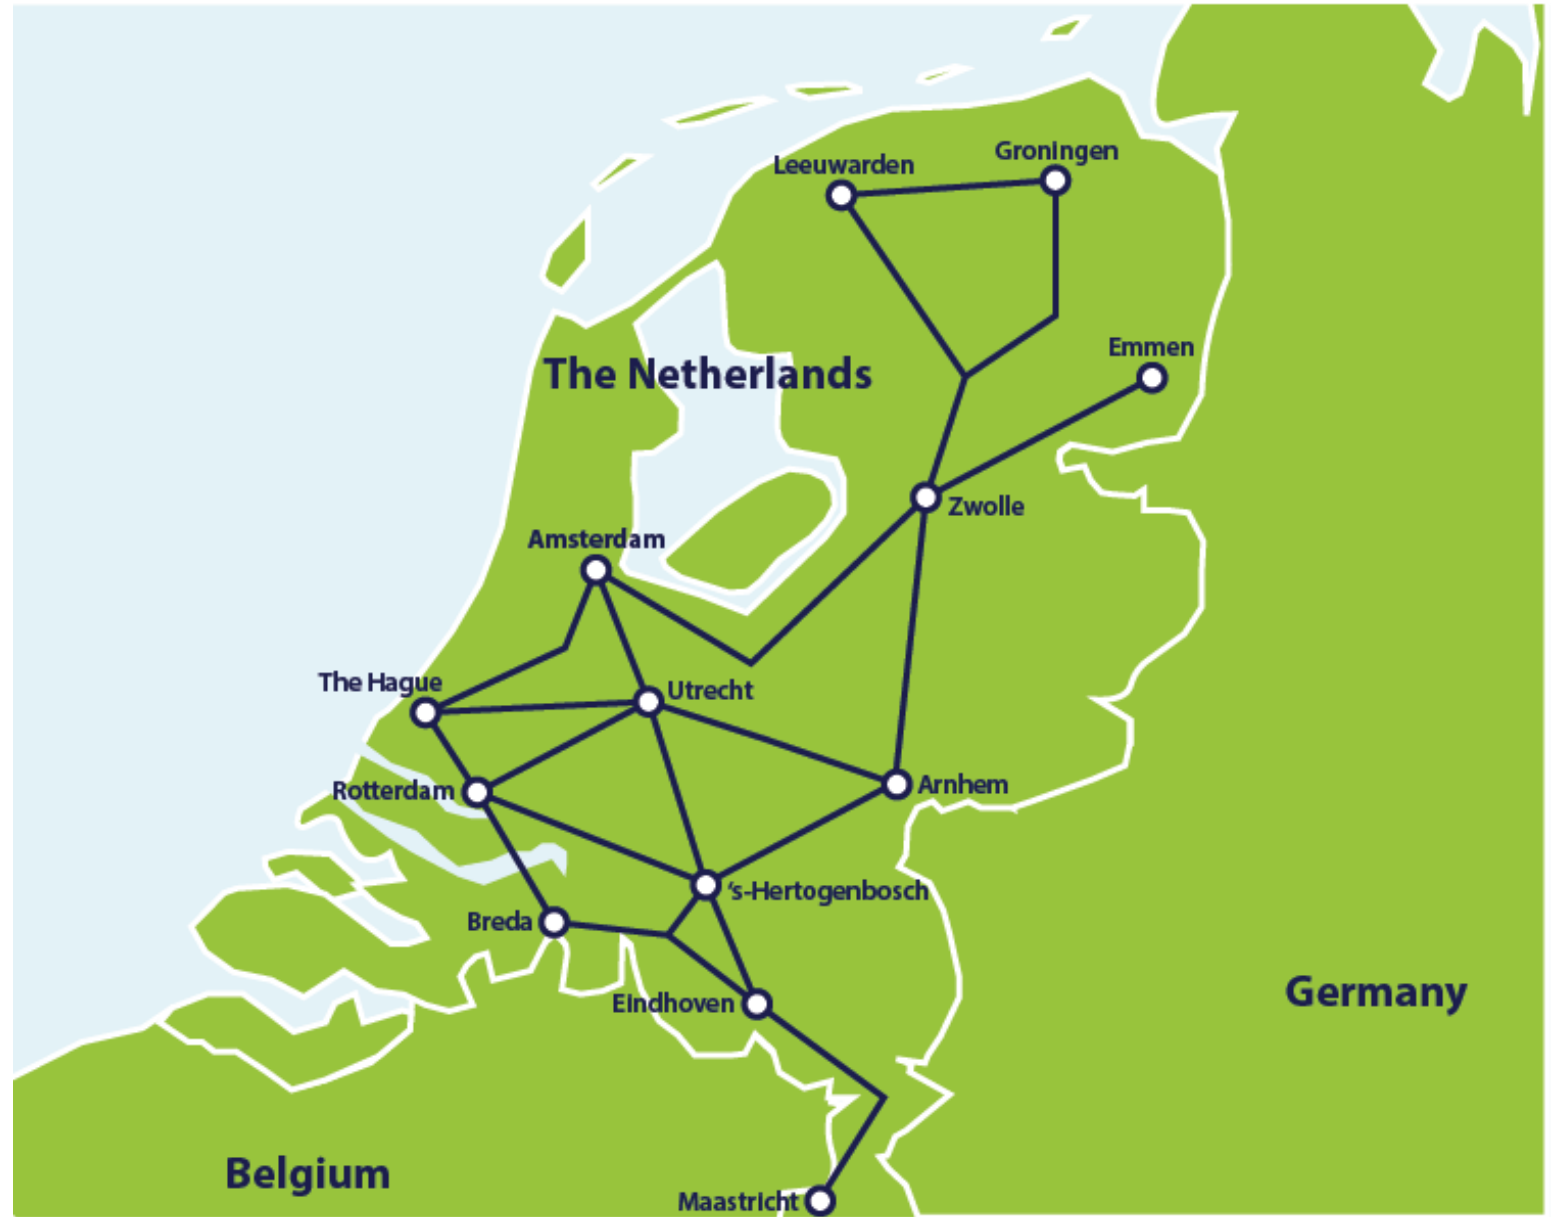 Groningen
Leeuwarden
Emmen
The Netherlands
Zwolle
Amsterdam
The Hague
Utrecht
Rotterdam
Arnhem
‘s-Hertogenbosch
Breda
Eindhoven
Germany
Belgium
Maastricht